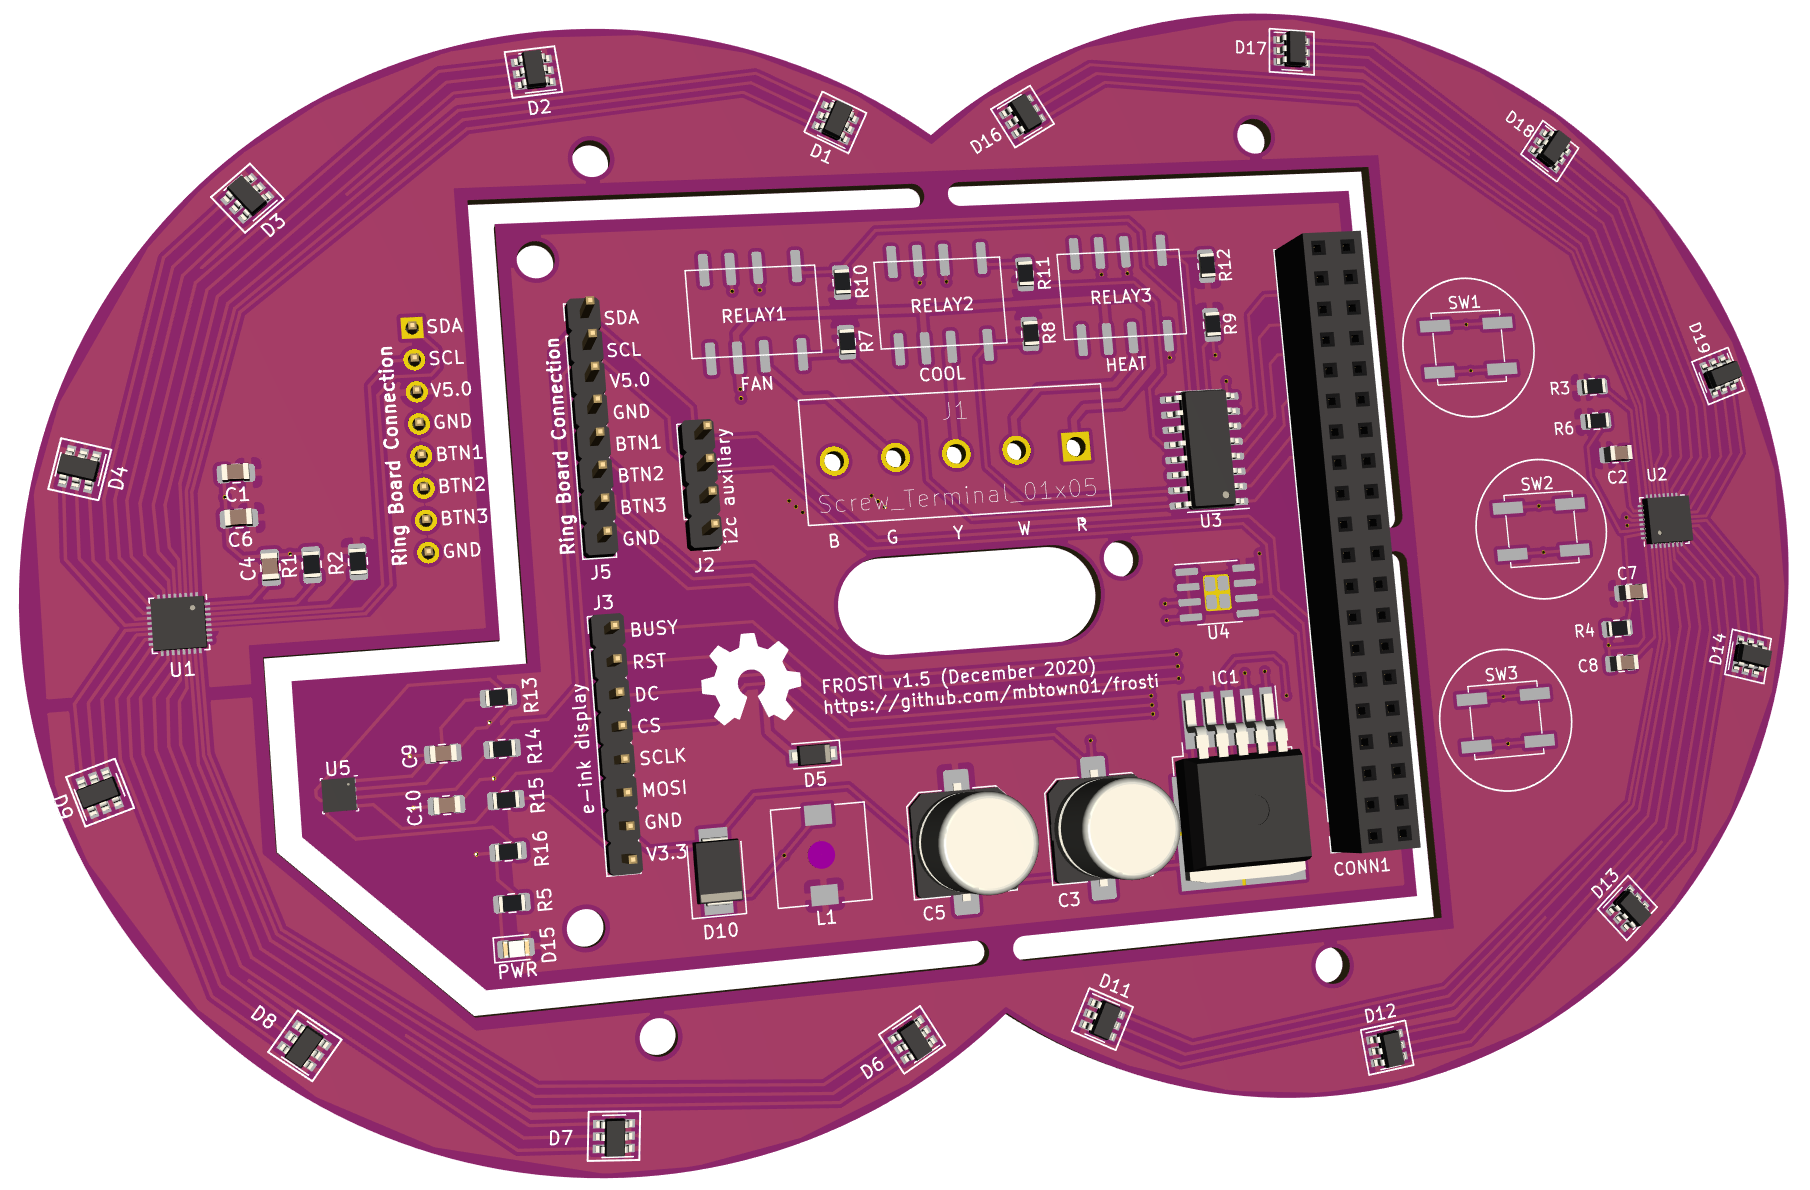 D17
D2
D16
D18
D1
D3
SDA
SCL
V5.0
GND
BTN1
BTN2
BTN3
GND
Ring Board Connection
Ring Board Connection
SDA
SCL
V5.0
GND
BTN1
BTN2
BTN3
GND
J5
i2c auxiliary
J2
RELAY1
FAN
R10
R7
RELAY2
COOL
R11
R8
RELAY3
HEAT
R12
R9
J1
Screw_Terminal_01x05
B
G
Y
W
R
U3
U4
SW1
SW2
SW3
D19
R3
R6
C2
U2
C7
R4
C8
D14
D4
C1
C6
C4
R1
R2
U1
J3
BUSY
RST
DC
CS
SCLK
MOSI
GND
V3.3
e-ink display
FROSTI v1.5 (December 2020)
https://github.com/mbtown01/frosti
IC1
R13
C9
R14
U5
C10
R15
R16
R5
D15
PWR
D5
D10
L1
C5
C3
CONN1
D9
D13
D8
D11
D12
D6
D7